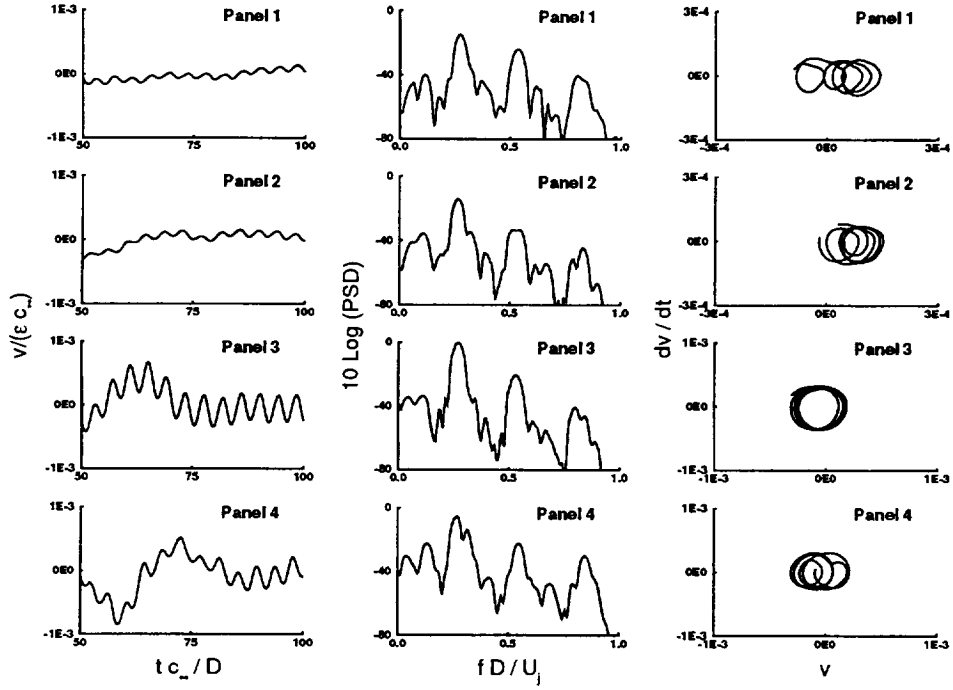 1E-3
Panel 1
0E0
-1E-3
50
75
100
0
Panel 1
-40
-80
0.0
0.5
1.0
3E-4
Panel 1
0E0
-3E-4
-3E-4
0E0
3E-4
1E-3
Panel 2
0E0
-1E-3
50
75
100
0
Panel 2
-40
-80
0.0
0.5
1.0
3E-4
Panel 2
0E0
-3E-4
-3E-4
0E0
3E-4
v/(ε c∞)
10 Log (PSD)
dv / dt
1E-3
Panel 3
0E0
-1E-3
50
75
100
0
Panel 3
-40
-80
0.0
0.5
1.0
1E-3
Panel 3
0E0
-1E-3
-1E-3
0E0
1E-3
1E-3
Panel 4
0E0
-1E-3
50
75
100
0
Panel 4
-40
-80
0.0
0.5
1.0
1E-3
Panel 4
0E0
-1E-3
-1E-3
0E0
1E-3
t c∞ / D
f D / Uj
v